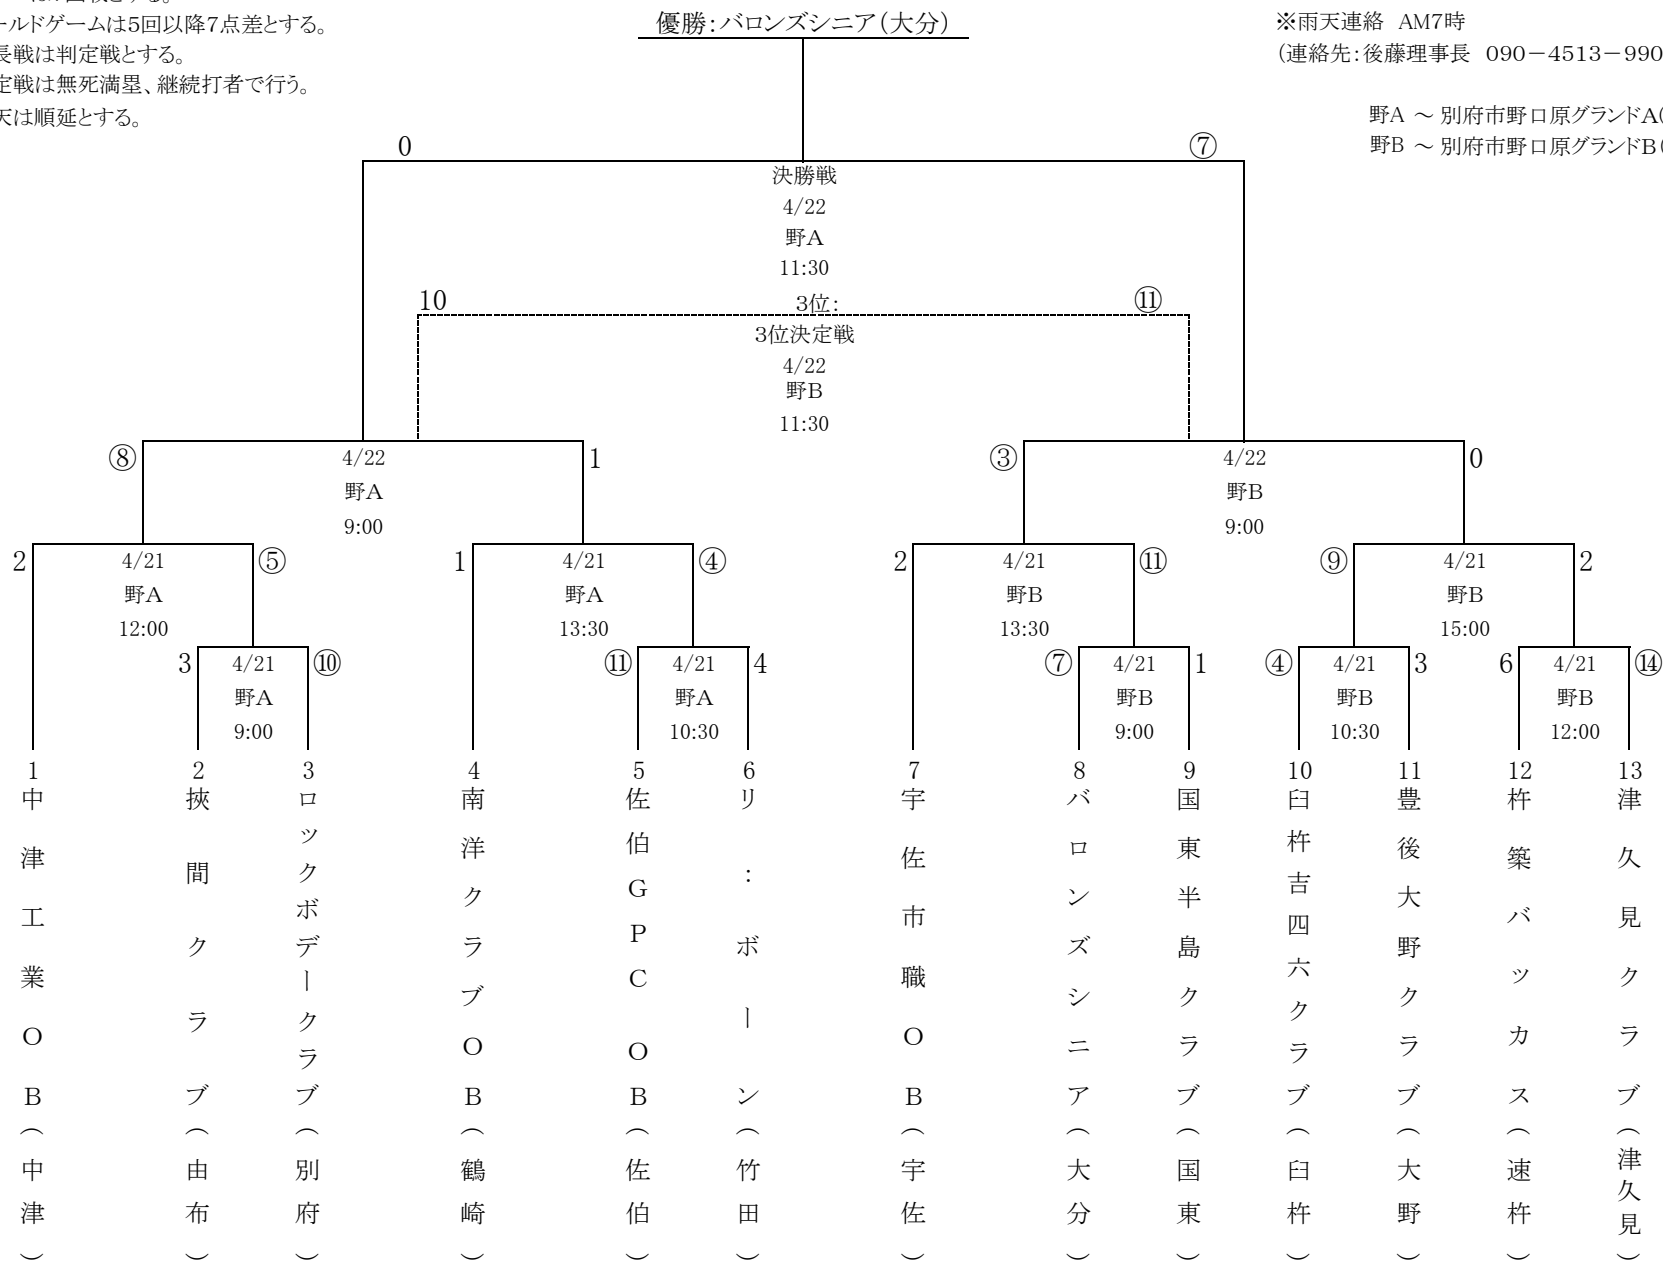 ールドゲームは5回以降7点差とする。
長戦は判定戦とする。
定戦は無死満塁、継続打者で行う。
天は順延とする。
優勝：バロンズシニア（大分）
※雨天連絡　AM7時
（連絡先：後藤理事長　090－4513－990
野A ～ 別府市野口原グランドA（
野B ～ 別府市野口原グランドB（
0 ⑦
決勝戦
4/22
野A
11:30
10 3位： ⑪
3位決定戦
4/22
野B
11:30
⑧ 4/22 1 ③ 4/22 0
野A 野B
9:00 9:00
2 4/21 ⑤ 1 4/21 ④ 2 4/21 ⑪ ⑨ 4/21 2
野A 野A 野B 野B
12:00 13:30 13:30 15:00
3 4/21 ⑩ ⑪ 4/21 4 ⑦ 4/21 1 ④ 4/21 3 6 4/21 ⑭
野A 野A 野B 野B 野B
9:00 10:30 9:00 10:30 12:00
1 2 3 4 5 6 7 8 9 10 11 12 13
中津工業OB（中津）
挾間クラブ（由布）
ロックボデークラブ（別府）
南洋クラブOB（鶴崎）
佐伯GPC OB（佐伯）
リ：ボーン（竹田）
宇佐市職OB（宇佐）
バロンズシニア（大分）
国東半島クラブ（国東）
臼杵吉四六クラブ（臼杵）
豊後大野クラブ（大野）
杵築バッカス（速杵）
津久見クラブ（津久見）